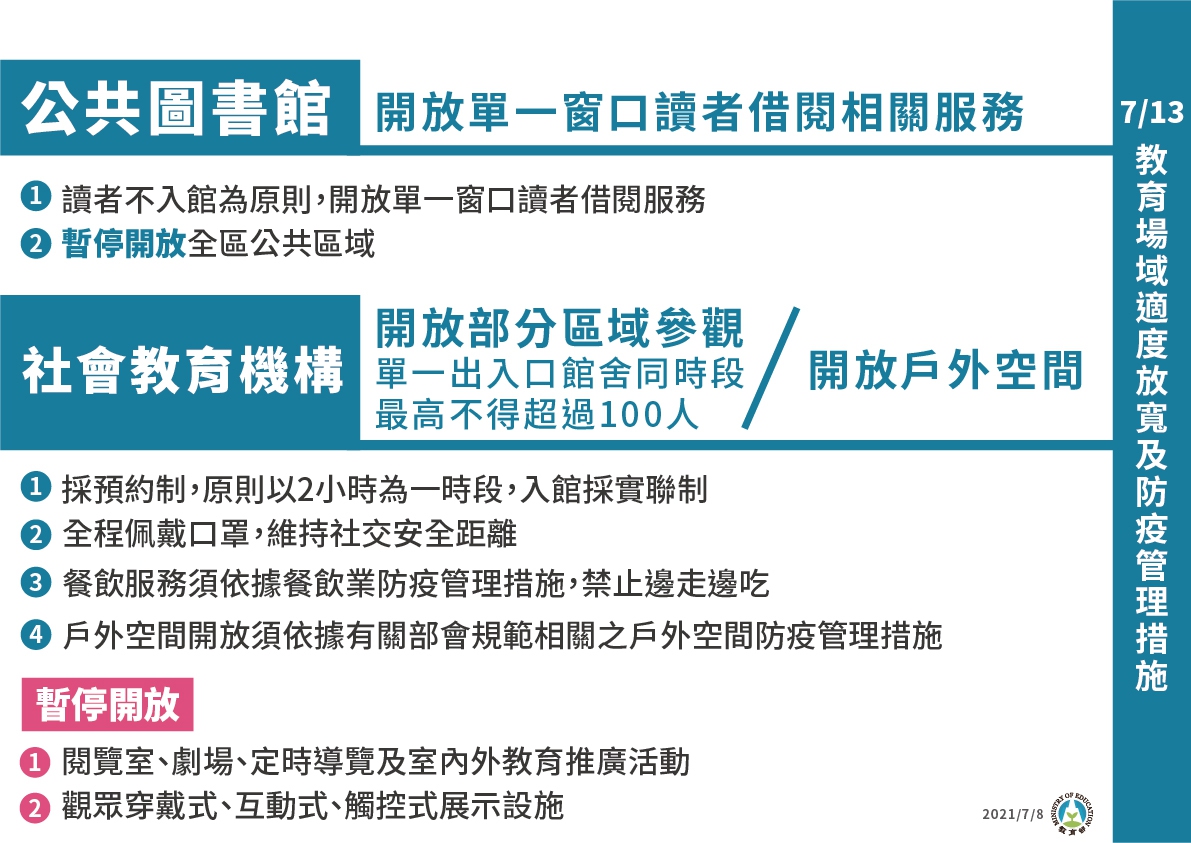 公共圖書館
開放單一窗口讀者借閱相關服務
1 讀者不入館為原則,開放單一窗口讀者借閱服務
2 暫停開放全區公共區域
社會教育機構
開放部分區域參觀
單一出入口館舍同時段
最高不得超過100人
/
開放戶外空間
1 採預約制,原則以2小時為一時段,入館採實聯制
2 全程佩戴口罩,維持社交安全距離
3 餐飲服務須依據餐飲業防疫管理措施,禁止邊走邊吃
4 戶外空間開放須依據有關部會規範相關之戶外空間防疫管理措施
暫停開放
1 閱覽室、劇場、定時導覽及室內外教育推廣活動
2 觀眾穿戴式、互動式、觸控式展示設施
7/13
教育場域適度放寬及防疫管理措施
2021/7/8
MINISTRY OF EDUCATION
教育部